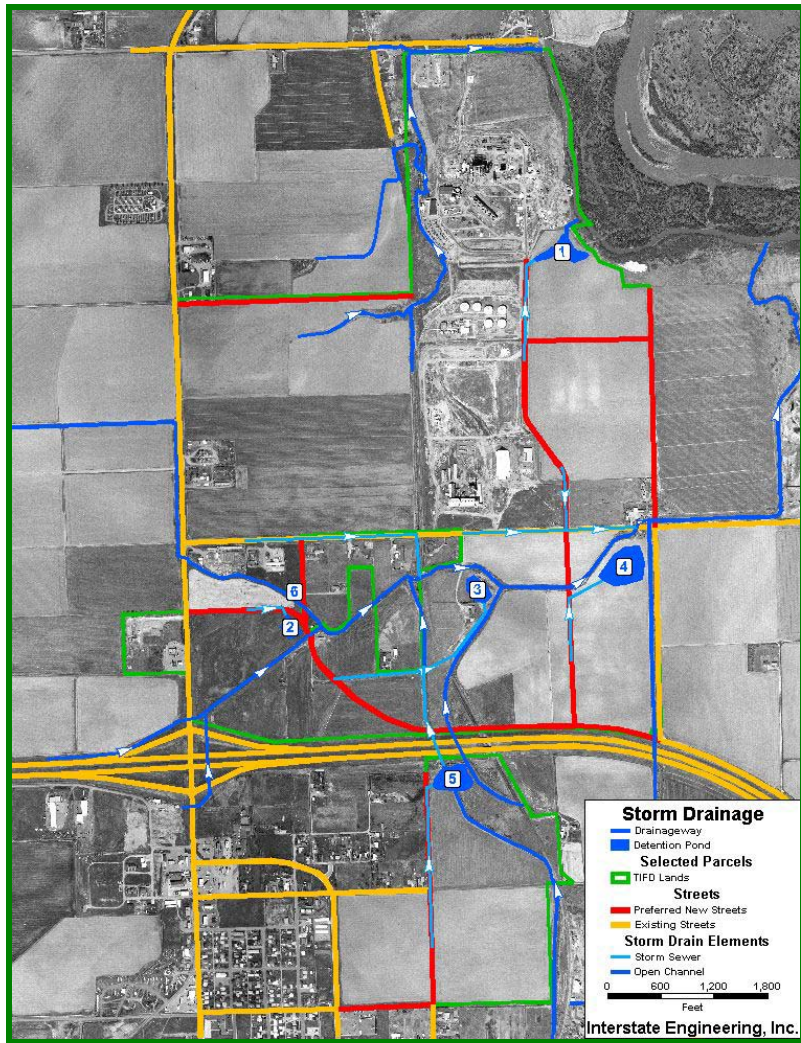 1
4
3
6
2
5
Storm Drainage
Drainageway
Detention Pond
Selected Parcels
TIFD Lands
Streets
Preferred New Streets
Existing Streets
Storm Drain Elements
Storm Sewer
Open Channel
0 600 1,200 1,800
Feet
Interstate Engineering, Inc.